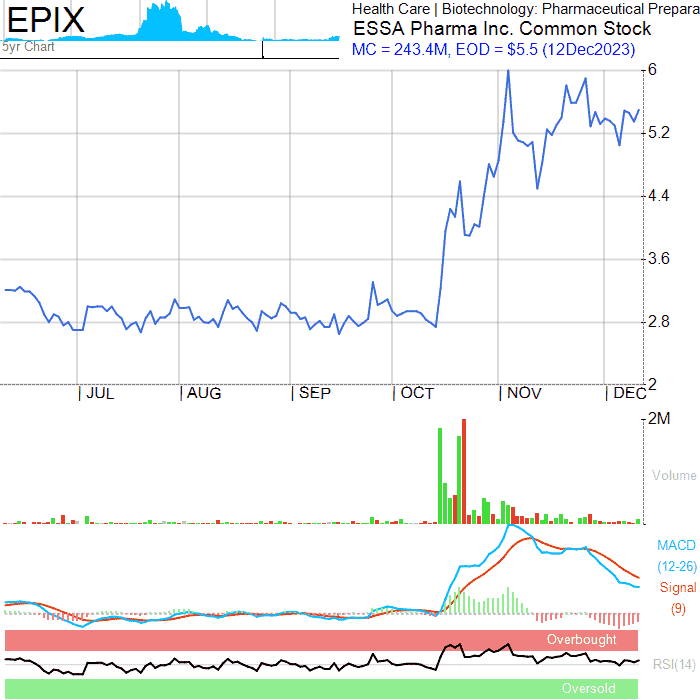 EPIX
5yr Chart
Health Care | Biotechnology: Pharmaceutical Prepara
ESSA Pharma Inc. Common Stock
MC = 243.4M, EOD = $5.5 (12Dec2023)
6
5.2
4.4
3.6
2.8
2
JUL
AUG
SEP
OCT
NOV
DEC
2M
Volume
MACD
(12-26)
Signal
(9)
Overbought
RSI(14)
Oversold